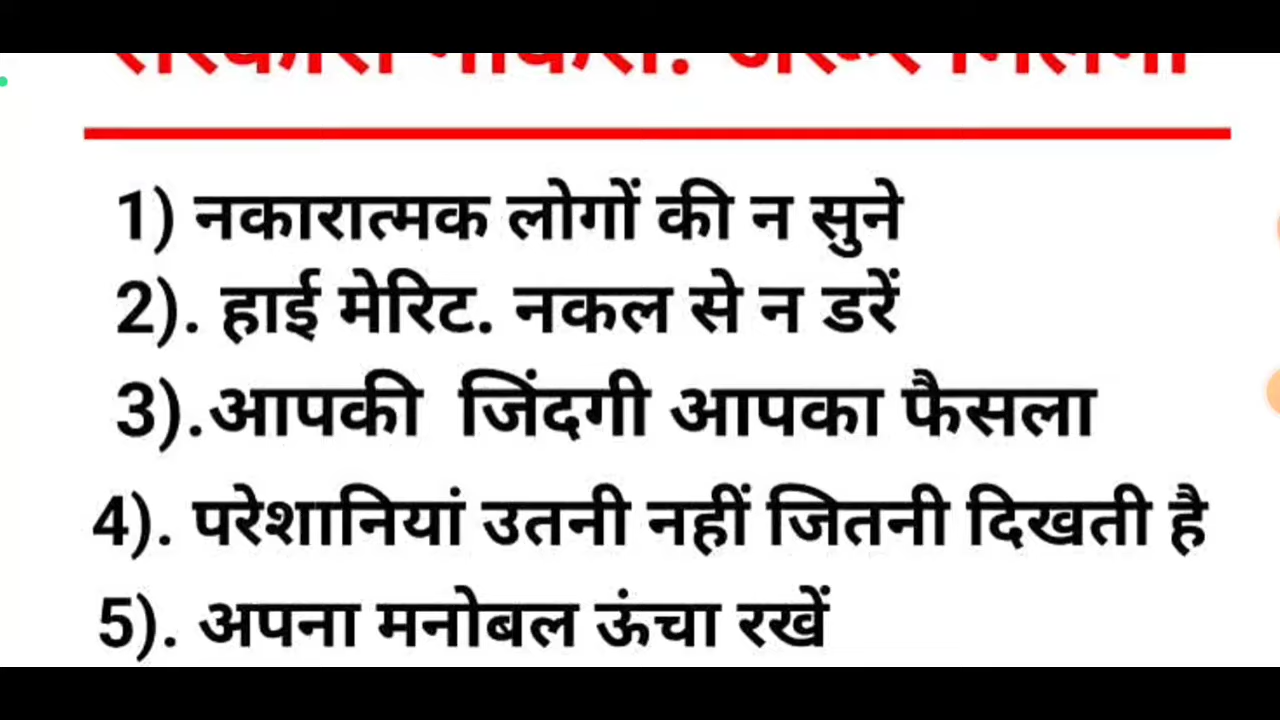 1) नकारात्मक लोगों की न सुने
2). हाई मेरिट. नकल से न डरें
3).आपकी जिंदगी आपका फैसला
4). परेशानियां उतनी नहीं जितनी दिखती है
5). अपना मनोबल ऊंचा रखें